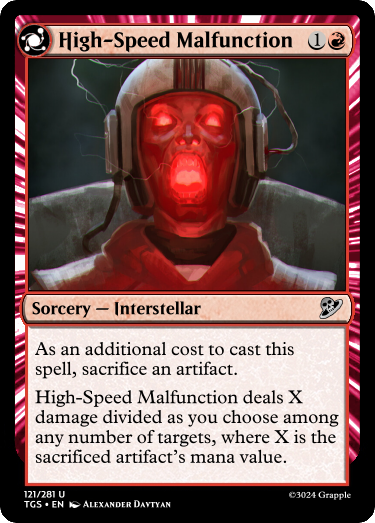 High-Speed Malfunction 1
Sorcery — Interstellar
As an additional cost to cast this
spell, sacrifice an artifact.
High-Speed Malfunction deals X
damage divided as you choose among
any number of targets, where X is the
sacrificed artifact's mana value.
121/281 U
TGS • EN Alexander Davtyan
©3024 Grapple